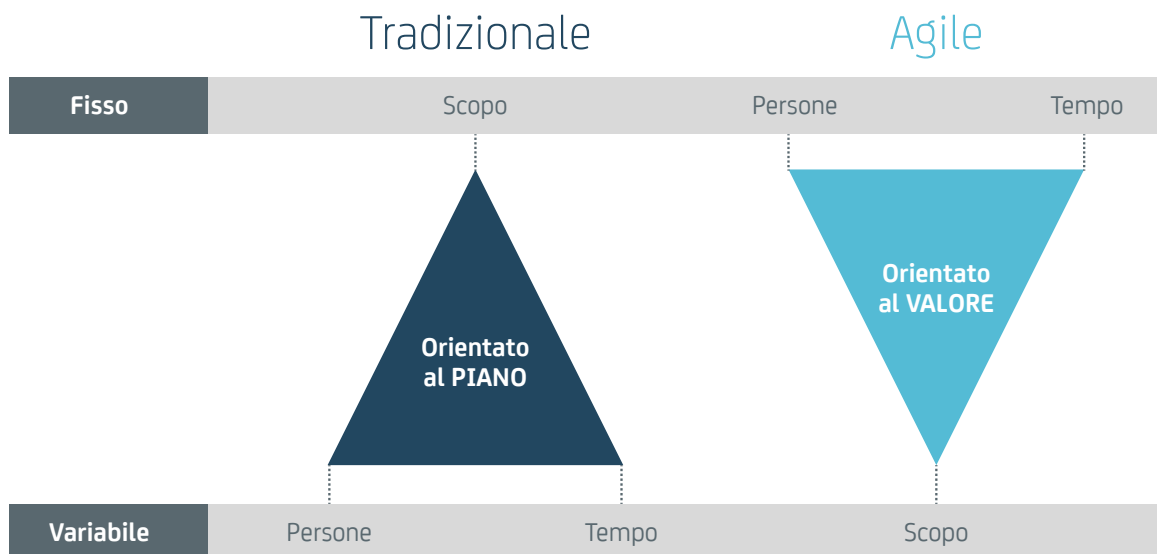 Tradizionale Agile
Fisso Scopo Persone Tempo
Orientato
al VALORE
Orientato
al PIANO
Variabile Persone Tempo Scopo